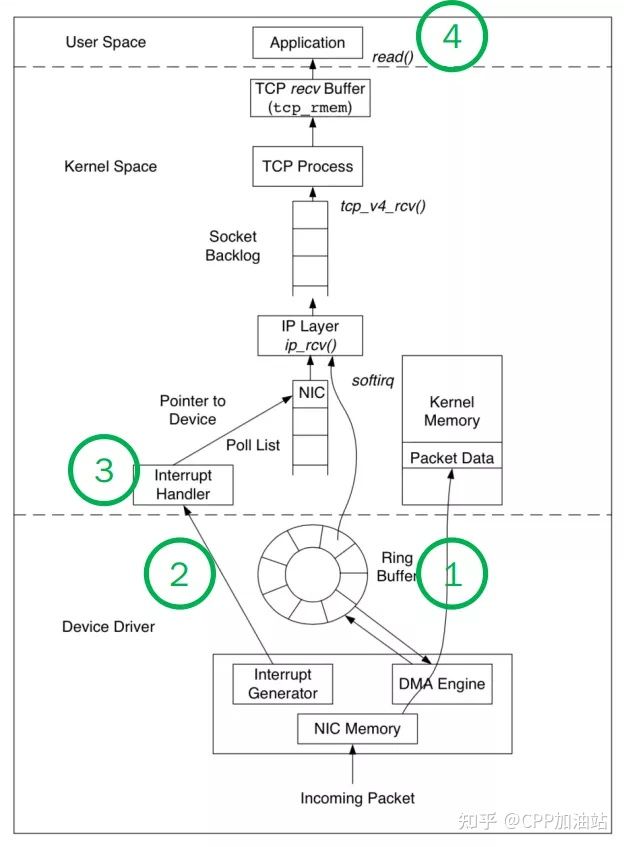 User Space
Application
4
read()
TCP recv Buffer
(tcp_rmem)
Kernel Space
TCP Process
tcp_v4_rcv()
Socket
Backlog
IP Layer
ip_rcv()
softirq
Pointer to
Device
NIC
Poll List
Kernel
Memory
Packet Data
3
Interrupt
Handler
2
Ring
Buffer
1
Device Driver
Interrupt
Generator
DMA Engine
NIC Memory
Incoming Packet
知乎 @CPP加油站